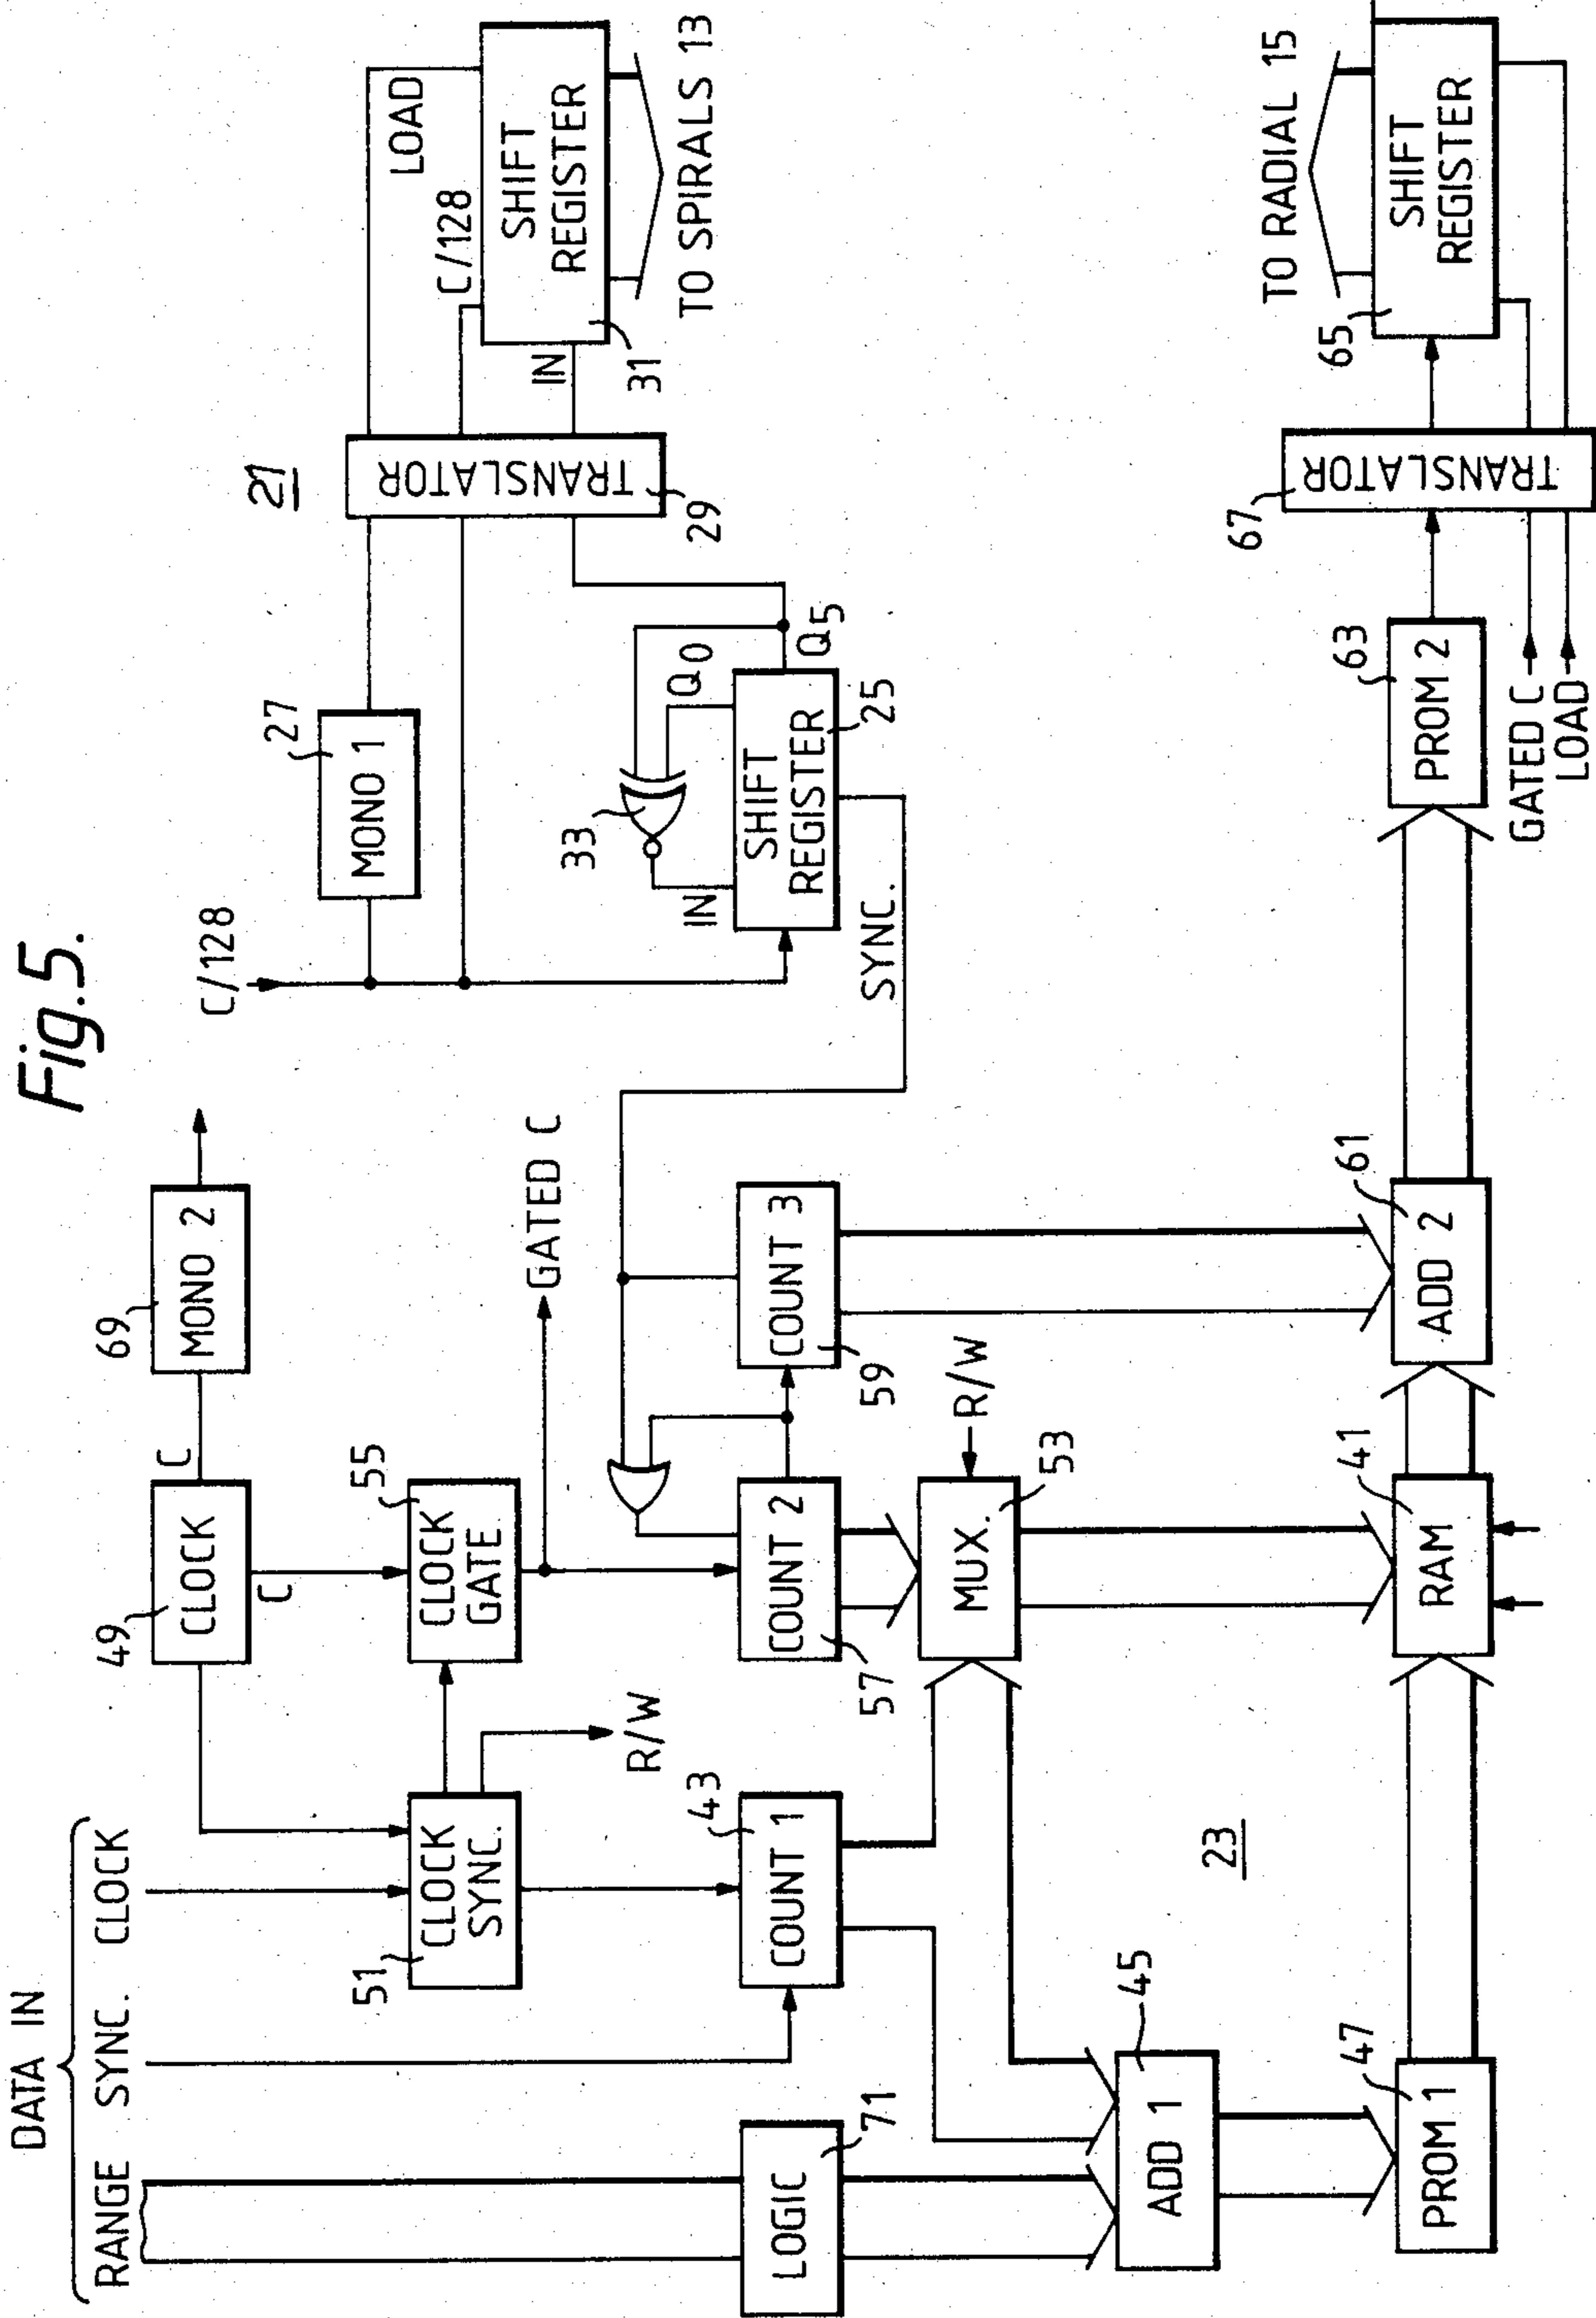 Fig.5.
DATA IN
RANGE SYNC. CLOCK
49
CLOCK
C
C
69
MONO 2
51
CLOCK
SYNC.
R/W
55
CLOCK
GATE
GATED C
43
COUNT 1
57
COUNT 2
59
COUNT 3
R/W
MUX.
53
71
LOGIC
45
ADD 1
23
47
PROM 1
41
RAM
61
ADD 2
C/128
27
MONO 1
21
TRANSLATOR
29
LOAD
C/128
IN
SHIFT
REGISTER
31
TO SPIRALS 13
33
Q0
Q5
IN
SHIFT
REGISTER
25
SYNC.
63
PROM 2
GATED C
LOAD
67
TRANSLATOR
65
SHIFT
REGISTER
TO RADIAL 15